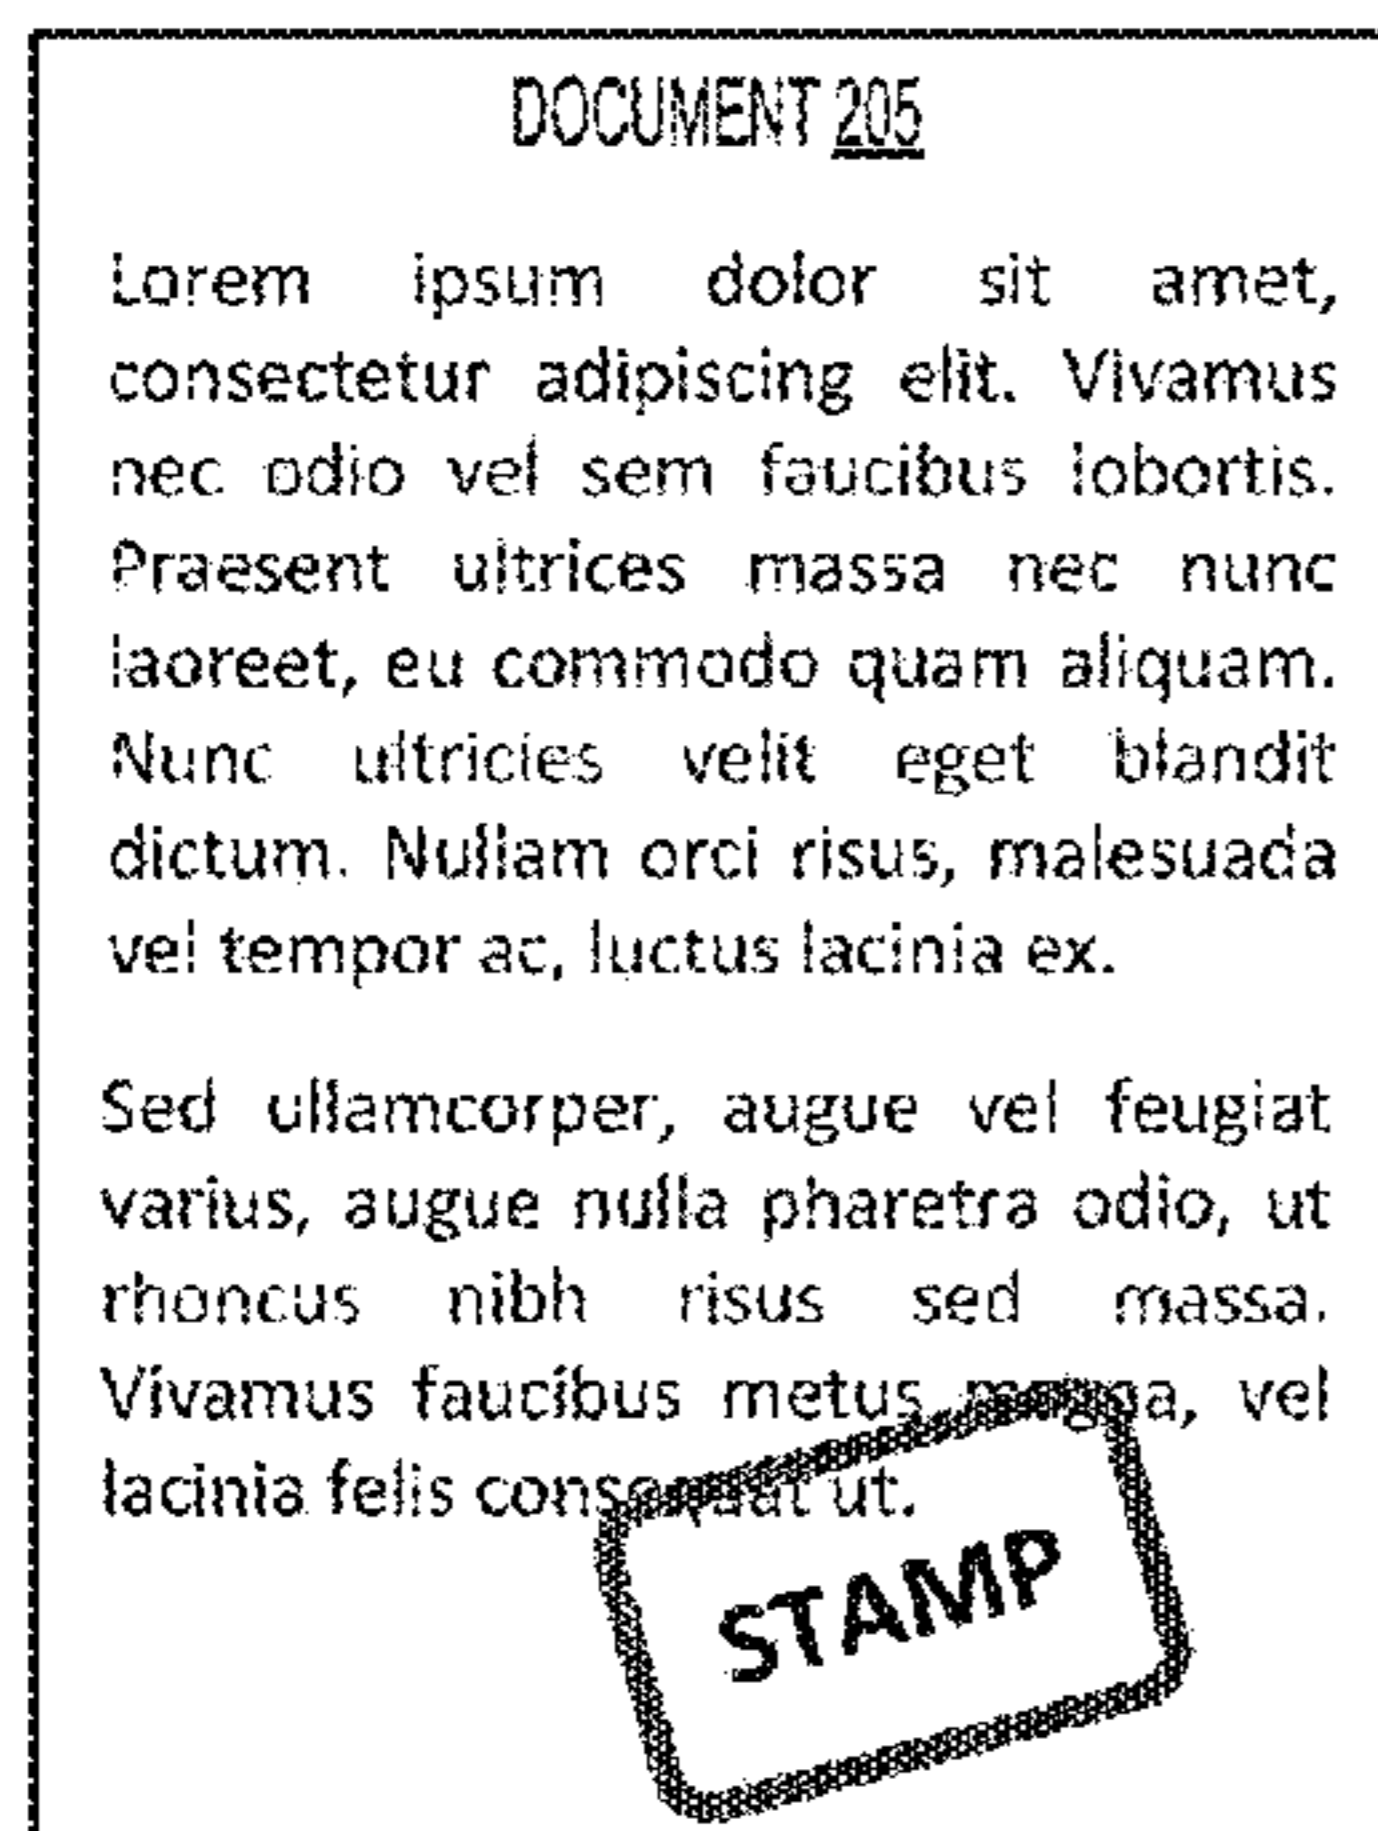 DOCUMENT 205
Lorem ipsum dolor sit amet,
consectetur adipiscing elit. Vivamus
nec odio vel sem faucibus lobortis.
Praesent ultrices massa nec nunc
laoreet, eu commodo quam aliquam.
Nunc ultricies velit eget blandit
dictum. Nullam orci risus, malesuada
vel tempor ac, luctus lacinia ex.
Sed ullamcorper, augue vel feugiat
varius, augue nulla pharetra odio, ut
rhoncus nibh risus sed massa.
Vivamus faucibus metus magna, vel
lacinia felis consequat ut.
STAMP